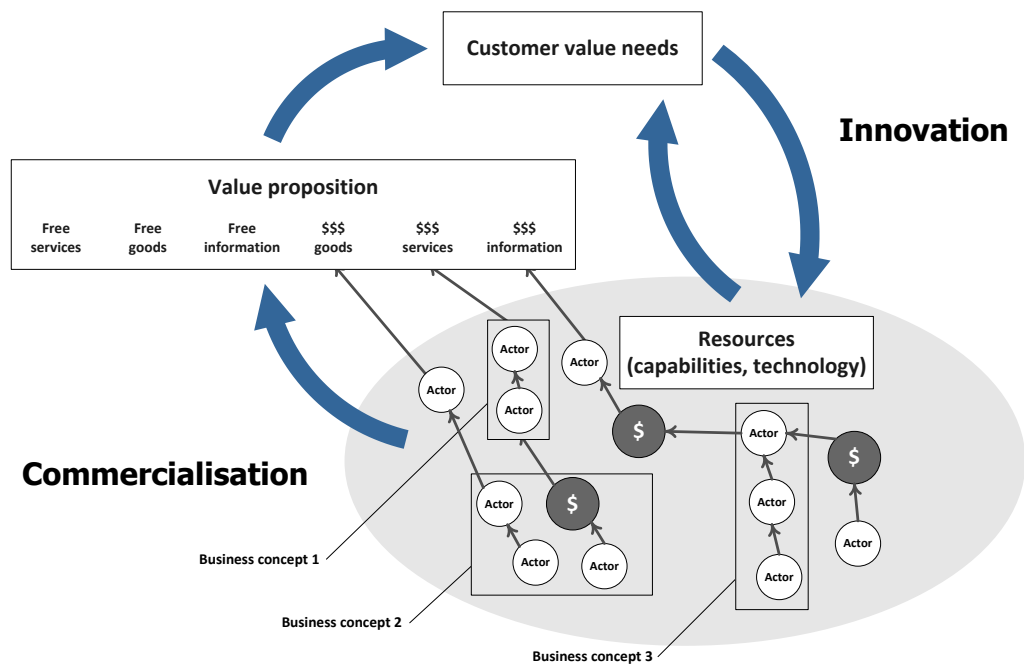 Customer value needs
Innovation
Value proposition
Free
services
Free
goods
Free
information
$$$
goods
$$$
services
$$$
information
Resources
(capabilities, technology)
Actor
Actor
Actor
Actor
$
Actor
$
Commercialisation
Actor
$
Actor
Actor
Actor
Actor
Actor
Business concept 1
Business concept 2
Business concept 3